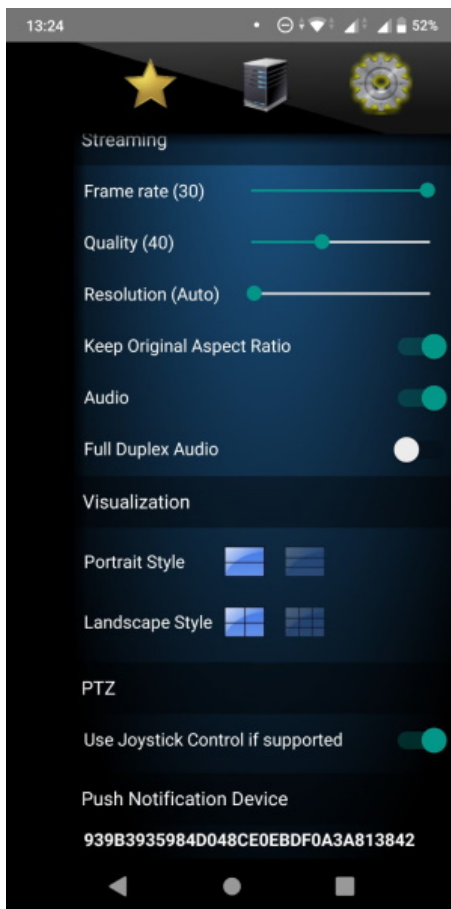 13:24
52%
Streaming
Frame rate (30)
Quality (40)
Resolution (Auto)
Keep Original Aspect Ratio
Audio
Full Duplex Audio
Visualization
Portrait Style
Landscape Style
PTZ
Use Joystick Control if supported
Push Notification Device
939B3935984D048CE0EBDF0A3A813842